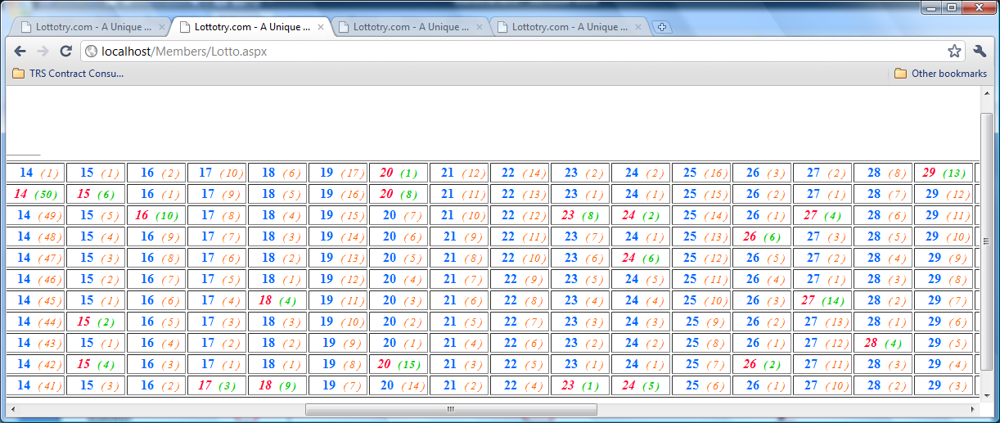 Lottotry.com - A Unique ... Lottotry.com - A Unique ... Lottotry.com - A Unique ... Lottotry.com - A Unique ...
localhost/Members/Lotto.aspx
TRS Contract Consu... Other bookmarks
14 (1) 15 (1) 16 (2) 17 (10) 18 (6) 19 (17) 20 (1) 21 (12) 22 (14) 23 (2) 24 (2) 25 (16) 26 (3) 27 (2) 28 (8) 29 (13)
14 (50) 15 (6) 16 (1) 17 (9) 18 (5) 19 (16) 20 (8) 21 (11) 22 (13) 23 (1) 24 (1) 25 (15) 26 (2) 27 (1) 28 (7) 29 (12)
14 (49) 15 (5) 16 (10) 17 (8) 18 (4) 19 (15) 20 (7) 21 (10) 22 (12) 23 (8) 24 (2) 25 (14) 26 (1) 27 (4) 28 (6) 29 (11)
14 (48) 15 (4) 16 (9) 17 (7) 18 (3) 19 (14) 20 (6) 21 (9) 22 (11) 23 (7) 24 (1) 25 (13) 26 (6) 27 (3) 28 (5) 29 (10)
14 (47) 15 (3) 16 (8) 17 (6) 18 (2) 19 (13) 20 (5) 21 (8) 22 (10) 23 (6) 24 (6) 25 (12) 26 (5) 27 (2) 28 (4) 29 (9)
14 (46) 15 (2) 16 (7) 17 (5) 18 (1) 19 (12) 20 (4) 21 (7) 22 (9) 23 (5) 24 (5) 25 (11) 26 (4) 27 (1) 28 (3) 29 (8)
14 (45) 15 (1) 16 (6) 17 (4) 18 (4) 19 (11) 20 (3) 21 (6) 22 (8) 23 (4) 24 (4) 25 (10) 26 (3) 27 (14) 28 (2) 29 (7)
14 (44) 15 (2) 16 (5) 17 (3) 18 (3) 19 (10) 20 (2) 21 (5) 22 (7) 23 (3) 24 (3) 25 (9) 26 (2) 27 (13) 28 (1) 29 (6)
14 (43) 15 (1) 16 (4) 17 (2) 18 (2) 19 (9) 20 (1) 21 (4) 22 (6) 23 (2) 24 (2) 25 (8) 26 (1) 27 (12) 28 (4) 29 (5)
14 (42) 15 (4) 16 (3) 17 (1) 18 (1) 19 (8) 20 (15) 21 (3) 22 (5) 23 (1) 24 (1) 25 (7) 26 (2) 27 (11) 28 (3) 29 (4)
14 (41) 15 (3) 16 (2) 17 (3) 18 (9) 19 (7) 20 (14) 21 (2) 22 (4) 23 (1) 24 (5) 25 (6) 26 (1) 27 (10) 28 (2) 29 (3)